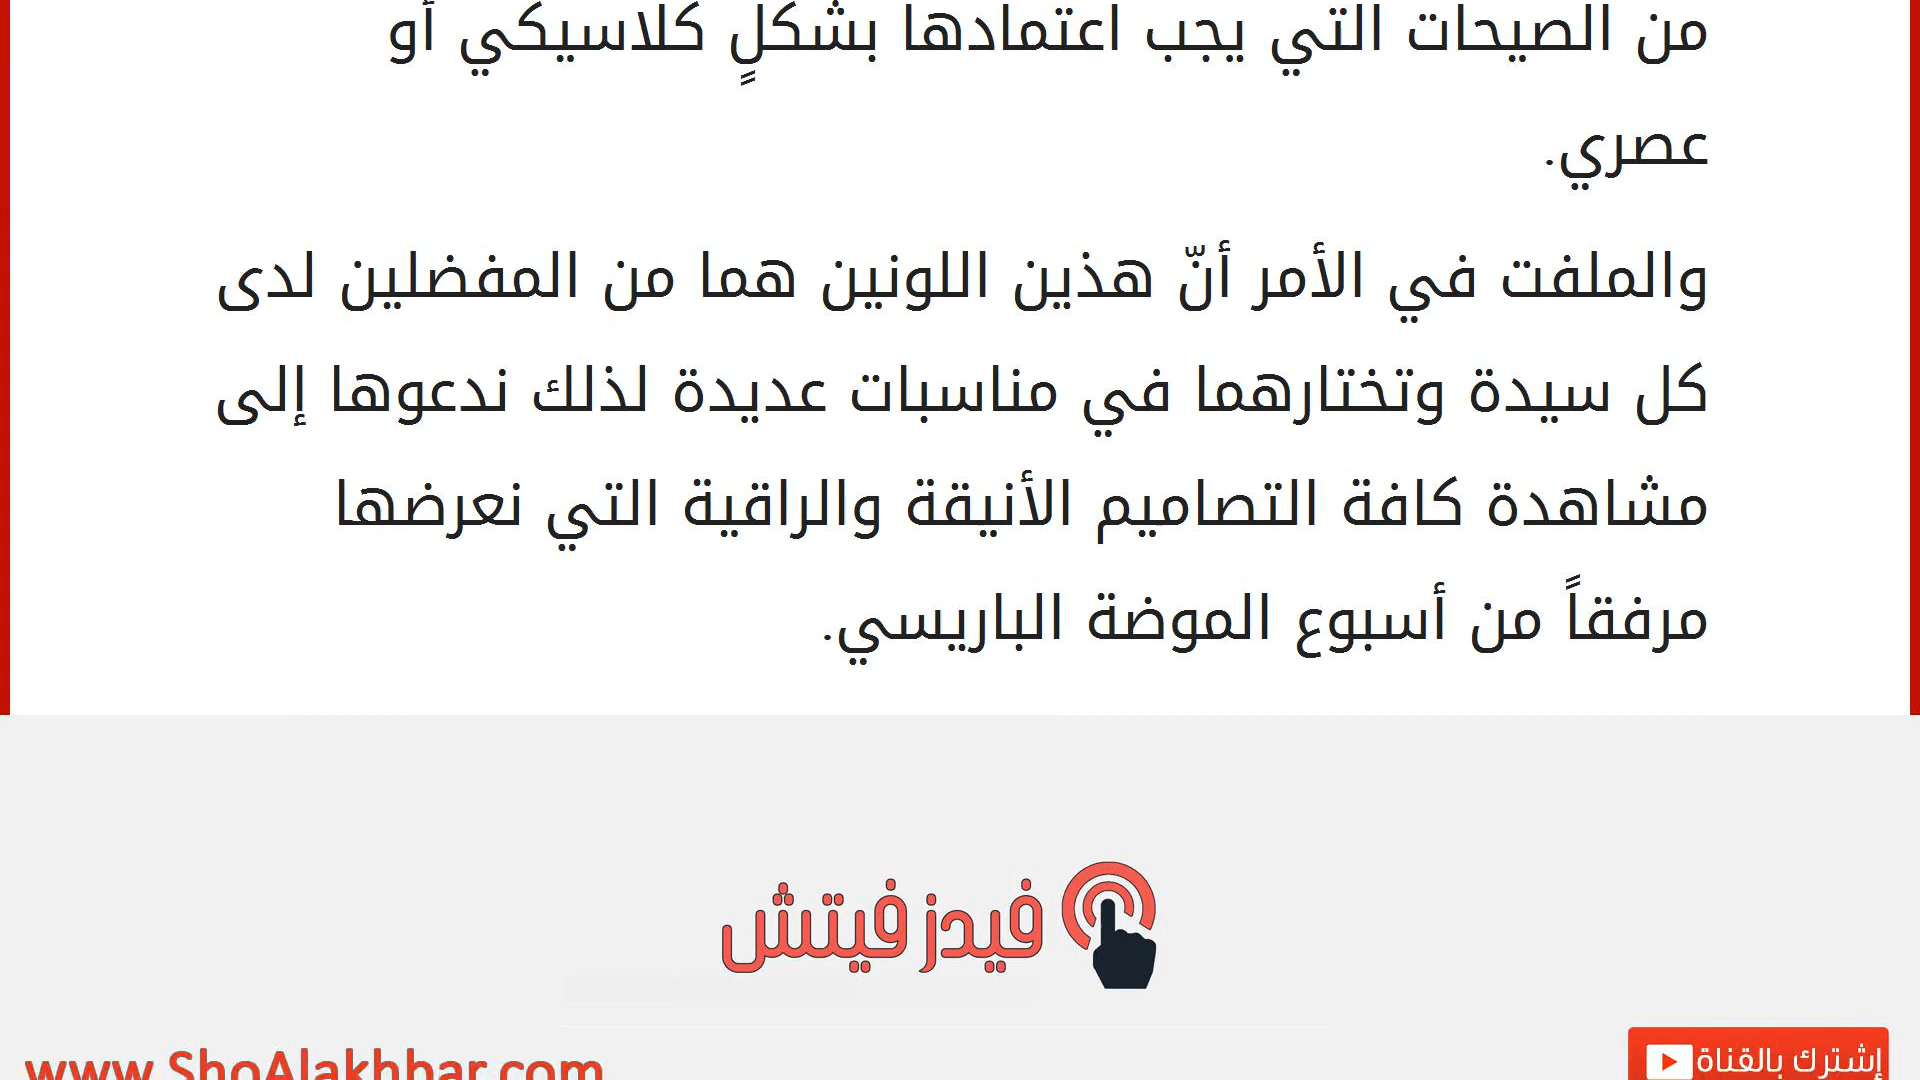 من الصيحات التي يجب اعتمادها بشكلٍ كلاسيكي أو
عصري.
والملفت في الأمر أنّ هذين اللونين هما من المفضلين لدى
كل سيدة وتختارهما في مناسبات عديدة لذلك ندعوها إلى
مشاهدة كافة التصاميم الأنيقة والراقية التي نعرضها
مرفقاً من أسبوع الموضة الباريسي.
فيدز فيتش
www.ShoAlakhbar.com
إشترك بالقناة